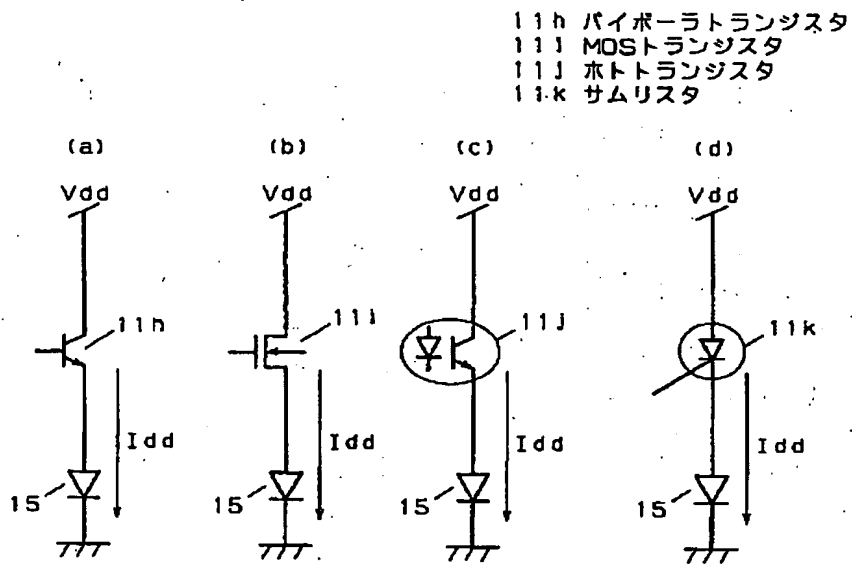 11h バイポーラトランジスタ
11i MOSトランジスタ
11j ホトトランジスタ
11k サムリスタ
(a) (b) (c) (d)
Vdd Vdd Vdd Vdd
11h 11i 11j 11k
Idd Idd Idd Idd
15 15 15 15